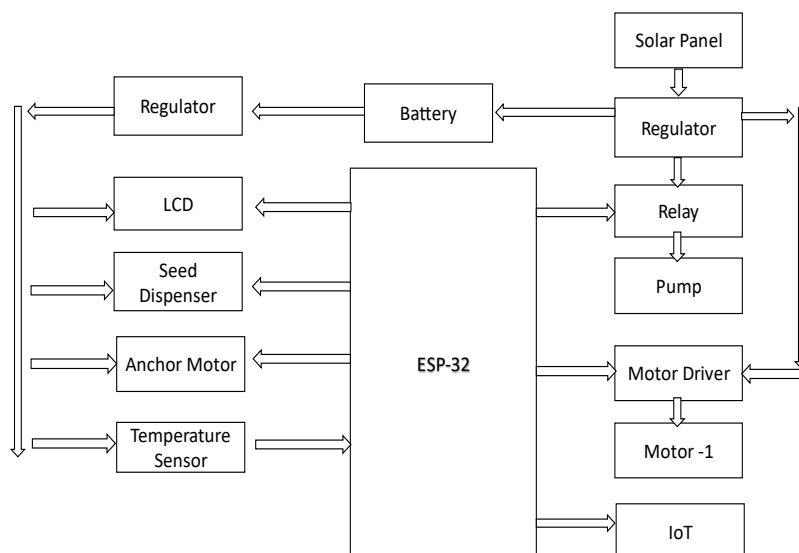 Solar Panel
Regulator
Battery
Regulator
LCD
Relay
Seed
Dispenser
Pump
Anchor Motor
ESP-32
Motor Driver
Temperature
Sensor
Motor -1
IoT